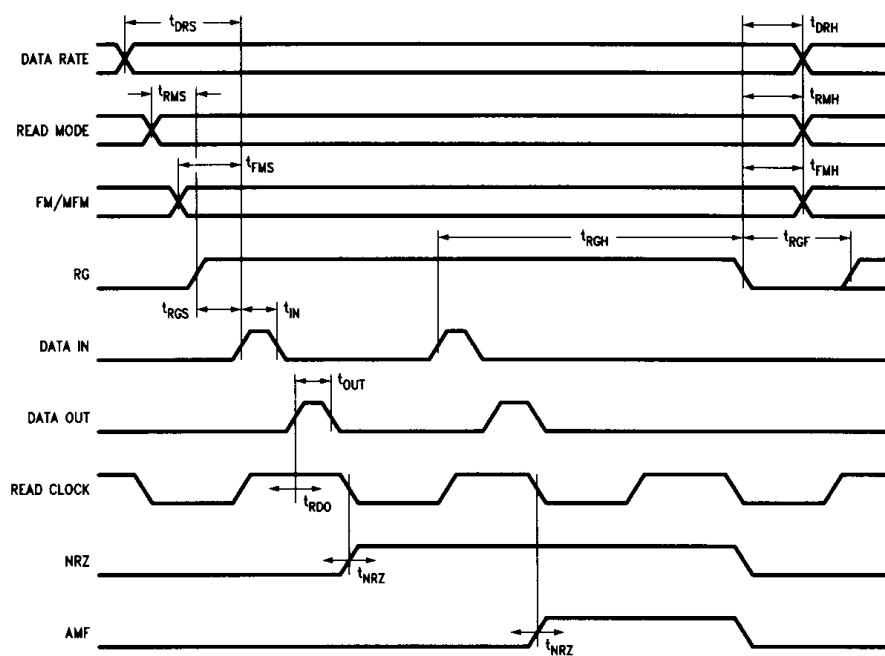 tDRS tDRH
DATA RATE
tRMS tRMH
READ MODE
tFMS tFMH
FM/MFM
tRGH tRGF
RG
tRGS tIN
DATA IN
tOUT
DATA OUT
READ CLOCK
tRDO
NRZ
tNRZ
AMF
tNRZ